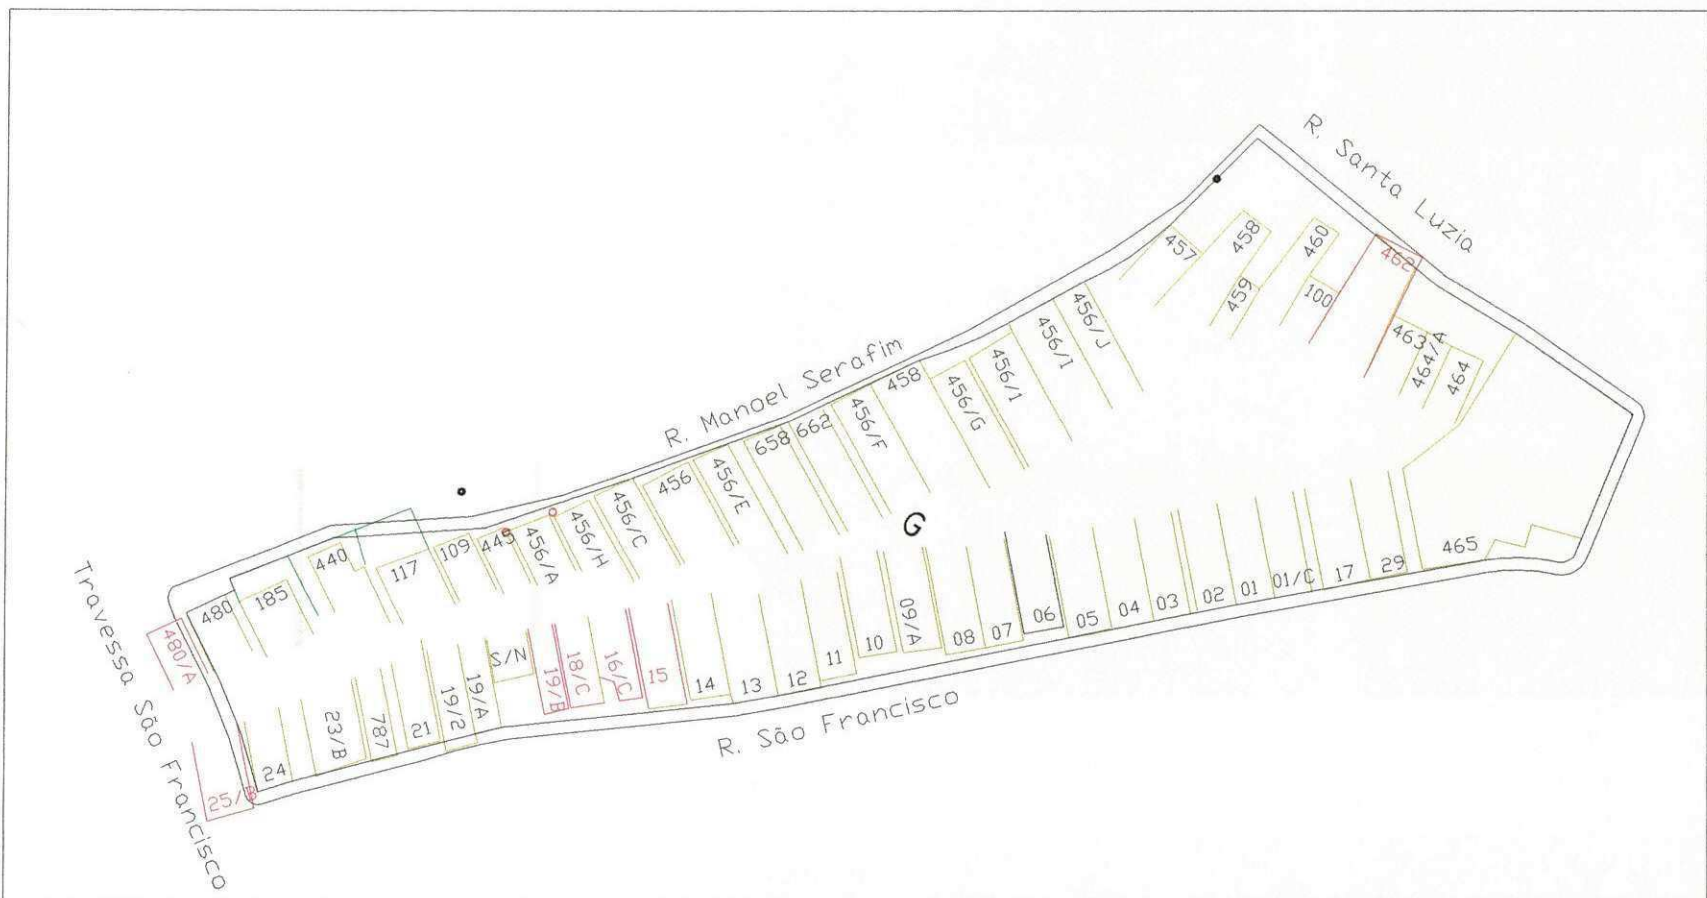 R. Santa Luzia
457
458
460
462
459
100
463
464/A
464
R. Manoel Serafim
456/J
456/I
456/1
456/G
458
456/F
662
658
456/E
456
456/C
456/H
456/A
445
109
117
440
185
480
480/A
G
Travessa São Francisco
25/B
24
23/B
787
21
19/2
19/A
S/N
19/B
18/C
16/C
15
14
13
12
11
10
09/A
08
07
06
05
04
03
02
01
01/C
17
29
465
R. São Francisco